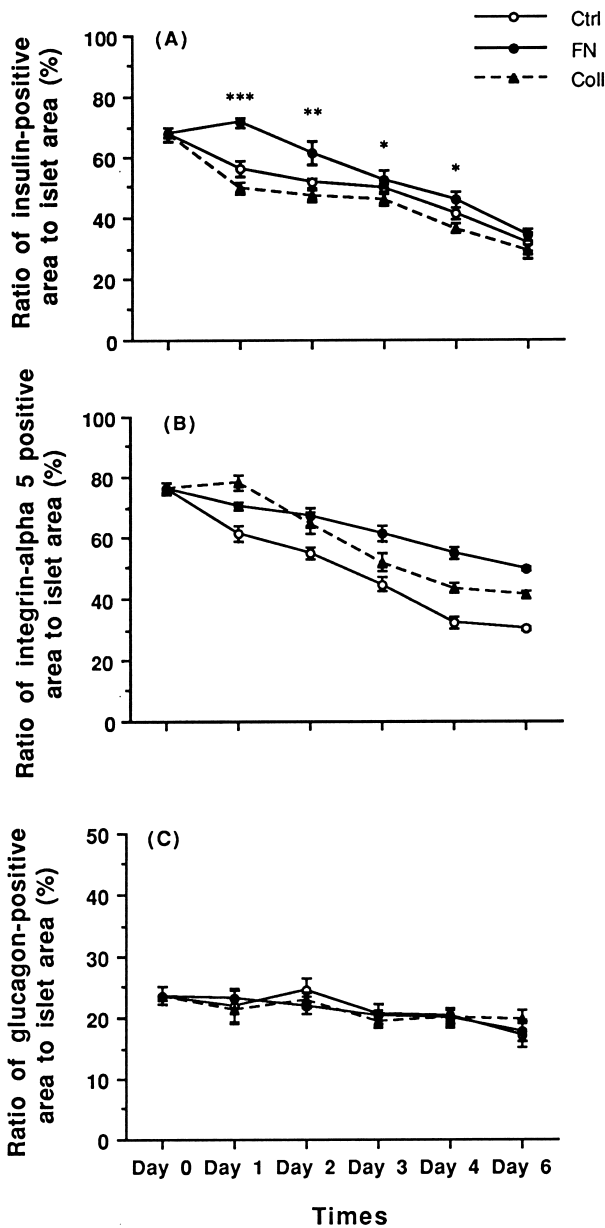 Ctrl
FN
Coll
(A)
Ratio of insulin-positive
area to islet area (%)
100
80
60
40
20
0
***
**
*
*
(B)
Ratio of integrin-alpha 5 positive
area to islet area (%)
100
80
60
40
20
0
(C)
Ratio of glucagon-positive
area to islet area (%)
50
40
30
20
10
0
Day 0 Day 1 Day 2 Day 3 Day 4 Day 6
Times